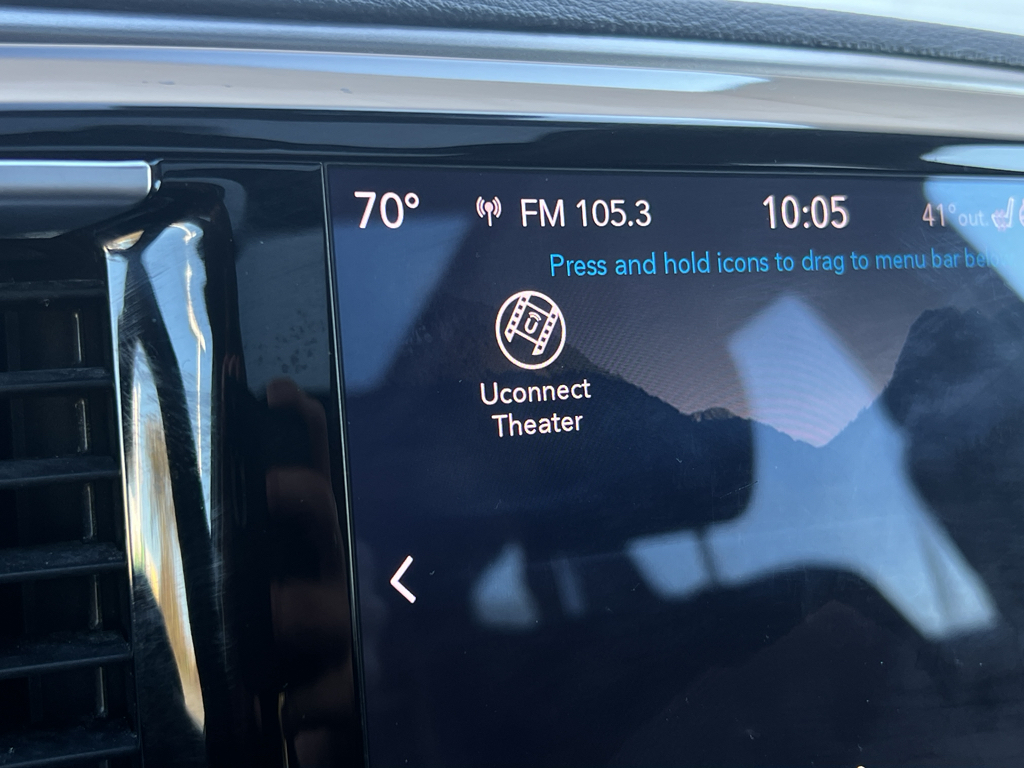 70° FM 105.3 10:05 41° out.
Press and hold icons to drag to menu bar
Uconnect
Theater